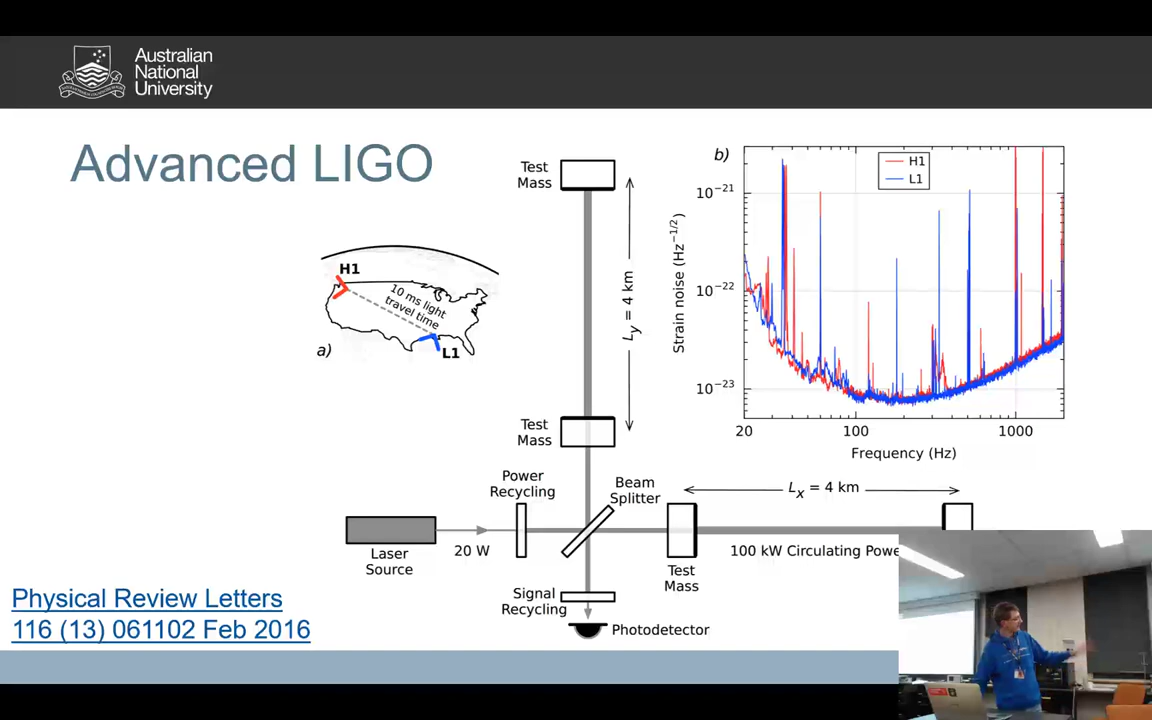 Australian
National
University
Advanced LIGO
a)
H1
10 ms light
travel time
L1
Test
Mass
Ly = 4 km
Test
Mass
Power
Recycling
Beam
Splitter
Laser
Source
20 W
Signal
Recycling
Photodetector
Lx = 4 km
100 kW Circulating Powe
Test
Mass
b)
H1
L1
Strain noise (Hz^-1/2)
10^-21
10^-22
10^-23
20
100
1000
Frequency (Hz)
Physical Review Letters
116 (13) 061102 Feb 2016